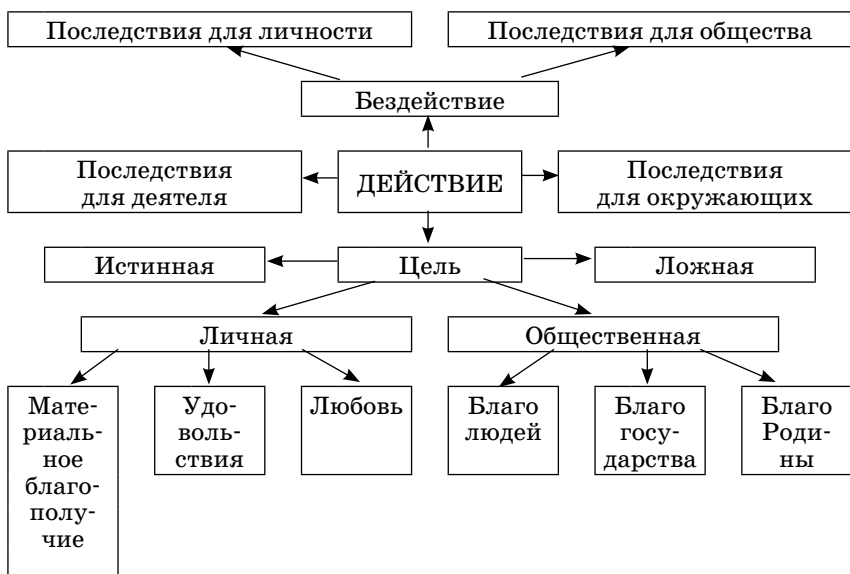 Последствия для личности
Последствия для общества
Бездействие
Последствия
для деятеля
ДЕЙСТВИЕ
Последствия
для окружающих
Истинная
Цель
Ложная
Личная
Общественная
Мате-
риаль-
ное
благо-
полу-
чие
Удо-
воль-
ствия
Любовь
Благо
людей
Благо
госу-
дарства
Благо
Роди-
ны